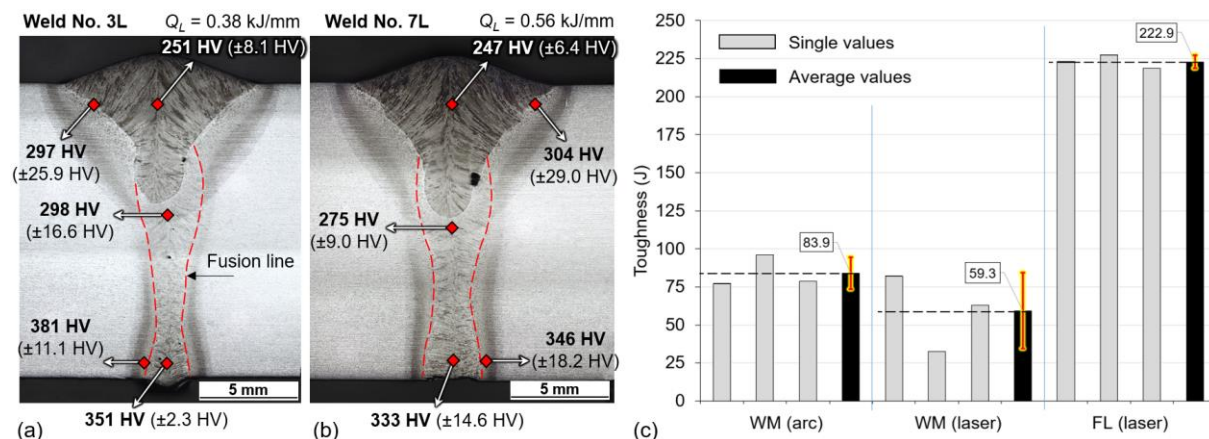 Weld No. 3L Q_L = 0.38 kJ/mm
251 HV (±8.1 HV)
297 HV
(±25.9 HV)
298 HV
(±16.6 HV)
Fusion line
381 HV
(±11.1 HV)
5 mm
351 HV (±2.3 HV)
(a)
Weld No. 7L Q_L = 0.56 kJ/mm
247 HV (±6.4 HV)
304 HV
(±29.0 HV)
275 HV
(±9.0 HV)
346 HV
(±18.2 HV)
5 mm
333 HV (±14.6 HV)
(b)
Toughness (J)
250
225
200
175
150
125
100
75
50
25
0
Single values
Average values
83.9
59.3
222.9
WM (arc)
WM (laser)
FL (laser)
(c)